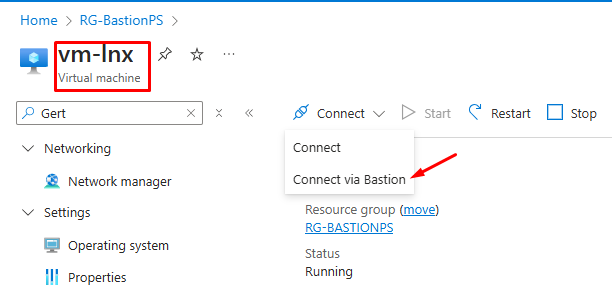 Home > RG-BastionPS >
vm-lnx
Virtual machine
Gert
Connect
Start
Restart
Stop
Networking
Connect
Network manager
Connect via Bastion
Settings
Resource group (move)
RG-BASTIONPS
Operating system
Status
Properties
Running